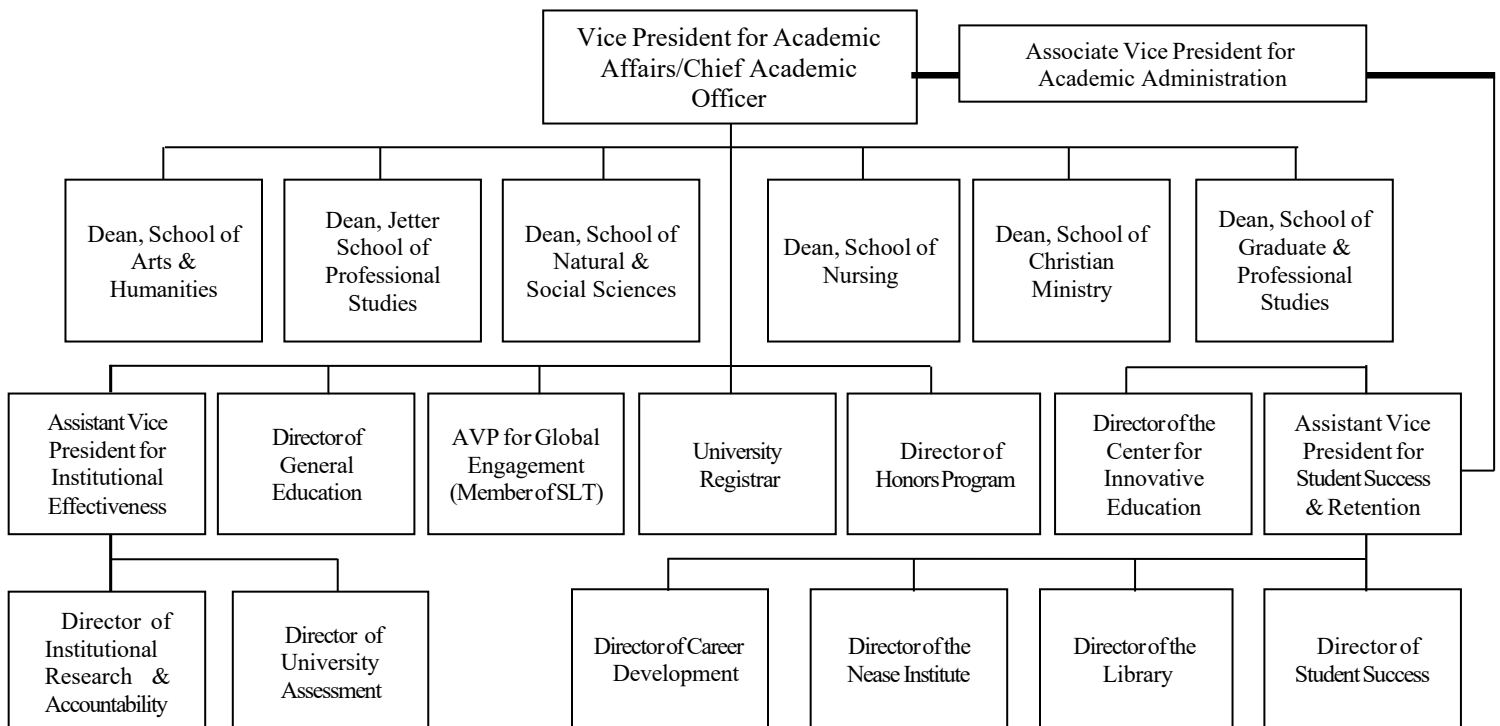 Vice President for Academic
Affairs/Chief Academic
Officer
Associate Vice President for
Academic Administration
Dean, School of
Arts &
Humanities
Dean, Jetter
School of
Professional
Studies
Dean, School of
Natural &
Social Sciences
Dean, School of
Nursing
Dean, School of
Christian
Ministry
Dean, School of
Graduate &
Professional
Studies
Assistant Vice
President for
Institutional
Effectiveness
Director of
General
Education
AVP for Global
Engagement
(Member of SLT)
University
Registrar
Director of
Honors Program
Director of the
Center for
Innovative
Education
Assistant Vice
President for
Student Success
& Retention
Director of
Institutional
Research &
Accountability
Director of
University
Assessment
Director of Career
Development
Director of the
Nease Institute
Director of the
Library
Director of
Student Success